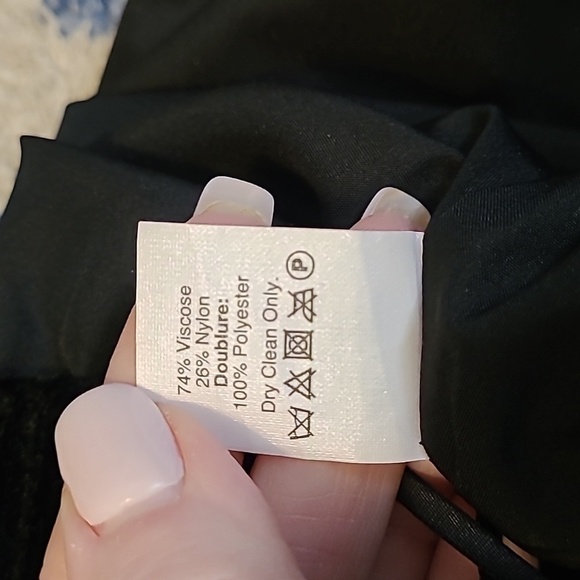 74% Viscose
26% Nylon
Doublure:
100% Polyester
Dry Clean Only.
P